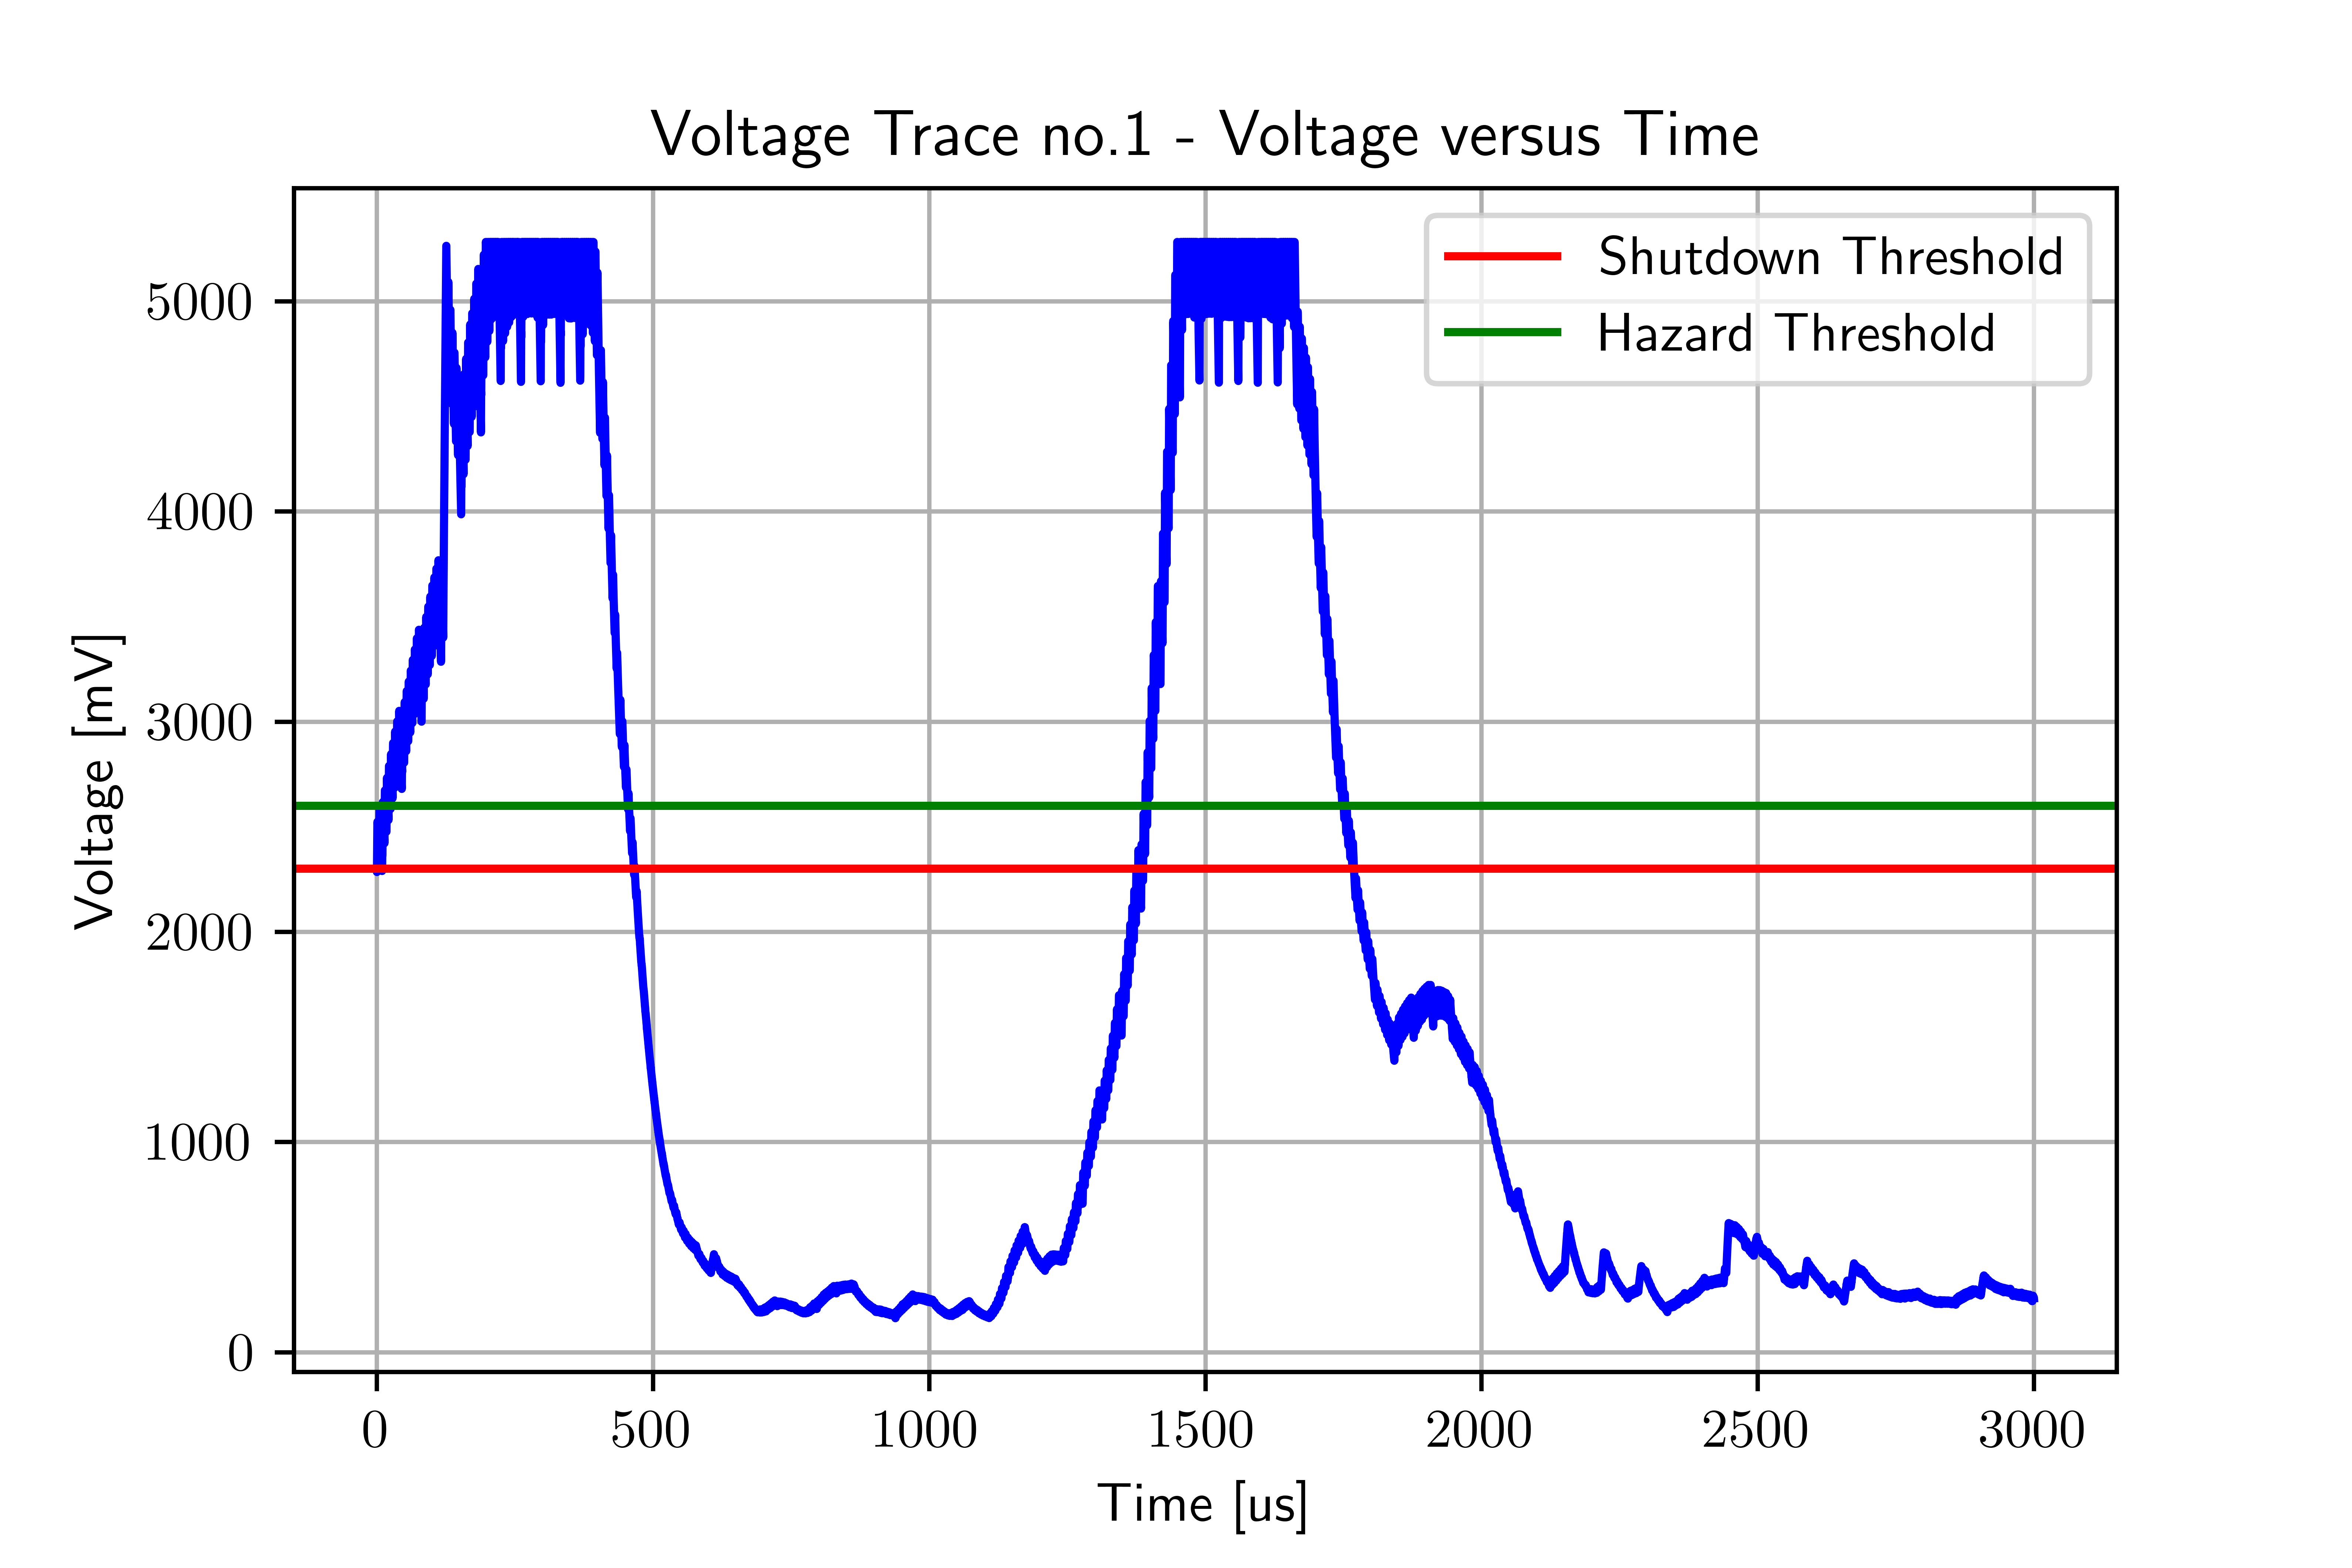 Voltage Trace no.1 - Voltage versus Time
Shutdown Threshold
Hazard Threshold
Voltage [mV]
5000
4000
3000
2000
1000
0
0 500 1000 1500 2000 2500 3000
Time [us]